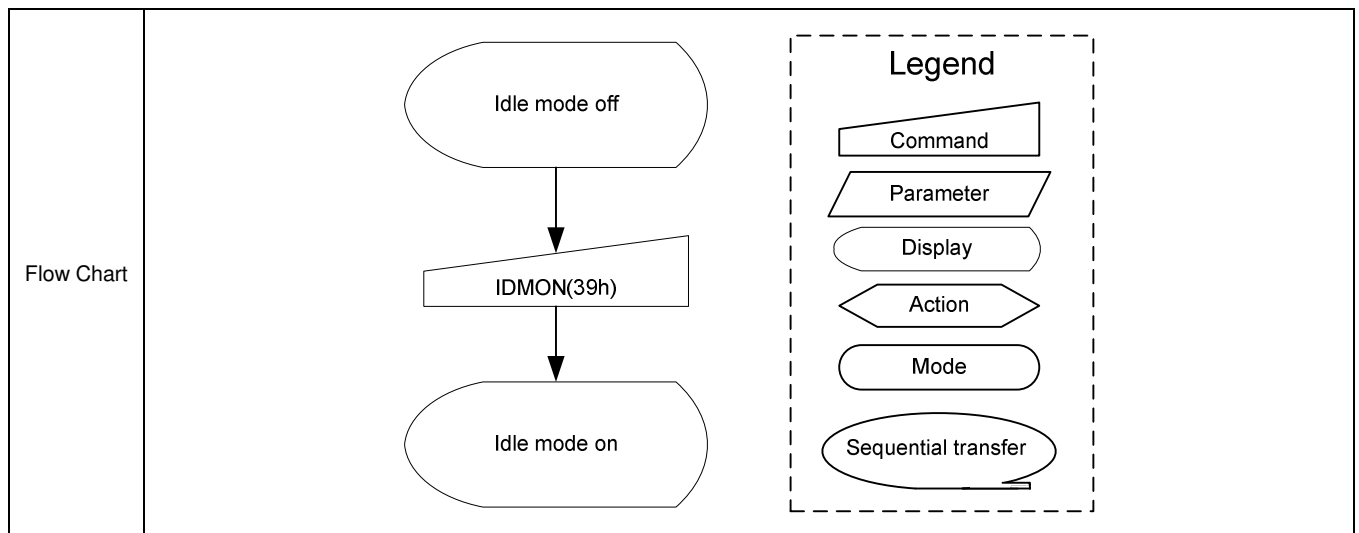 Flow Chart
Idle mode off
IDMON(39h)
Idle mode on
Legend
Command
Parameter
Display
Action
Mode
Sequential transfer